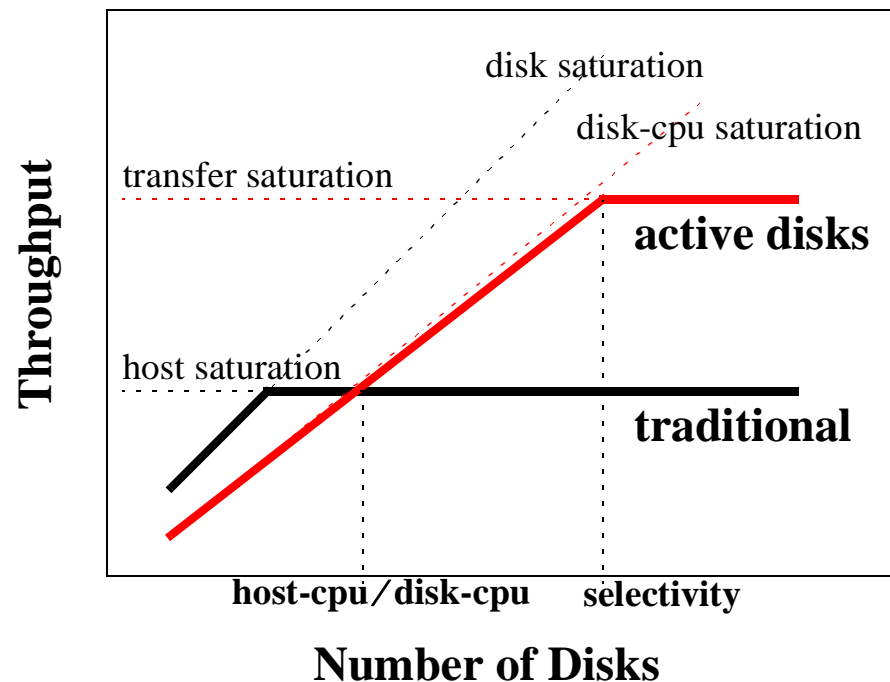 disk saturation
disk-cpu saturation
transfer saturation
active disks
host saturation
traditional
Throughput
host-cpu/disk-cpu
selectivity
Number of Disks